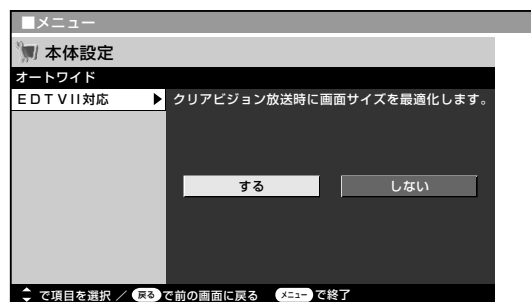 ■メニュー
本体設定
オートワイド
EDTVII対応 ▶ クリアビジョン放送時に画面サイズを最適化します。
する しない
で項目を選択 / 戻る で前の画面に戻る メニュー で終了